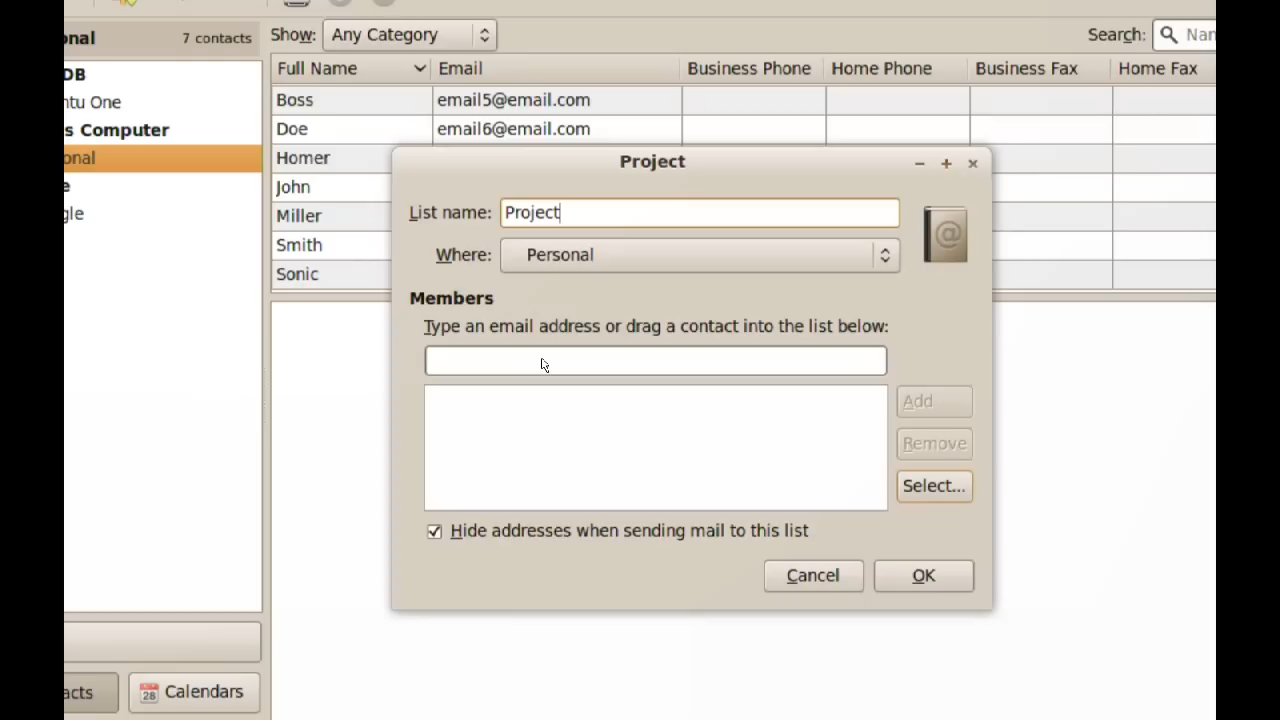 onal 7 contacts Show: Any Category Search: Nan
Full Name Email Business Phone Home Phone Business Fax Home Fax
DB
ntu One
s Computer
onal
e
gle
Boss email5@email.com
Doe email6@email.com
Homer
John
Miller
Smith
Sonic
Project
List name: Project
Where: Personal
Members
Type an email address or drag a contact into the list below:
Add
Remove
Select...
Hide addresses when sending mail to this list
Cancel OK
acts 28 Calendars